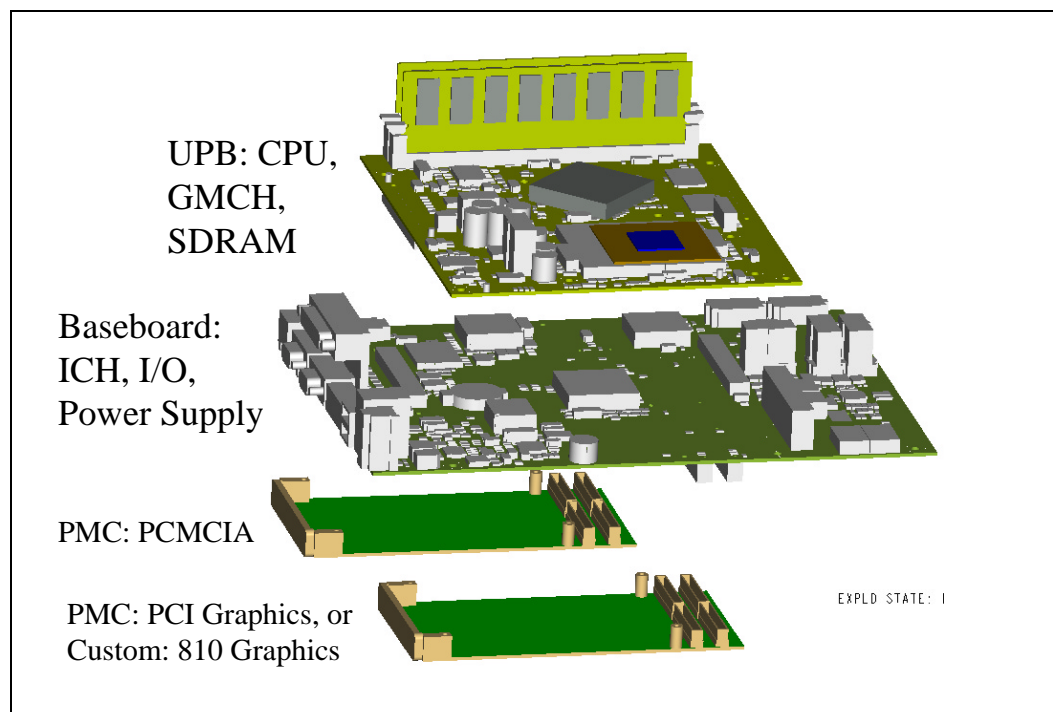 UPB: CPU,
GMCH,
SDRAM
Baseboard:
ICH, I/O,
Power Supply
PMC: PCMCIA
PMC: PCI Graphics, or
Custom: 810 Graphics
EXPLD STATE: I